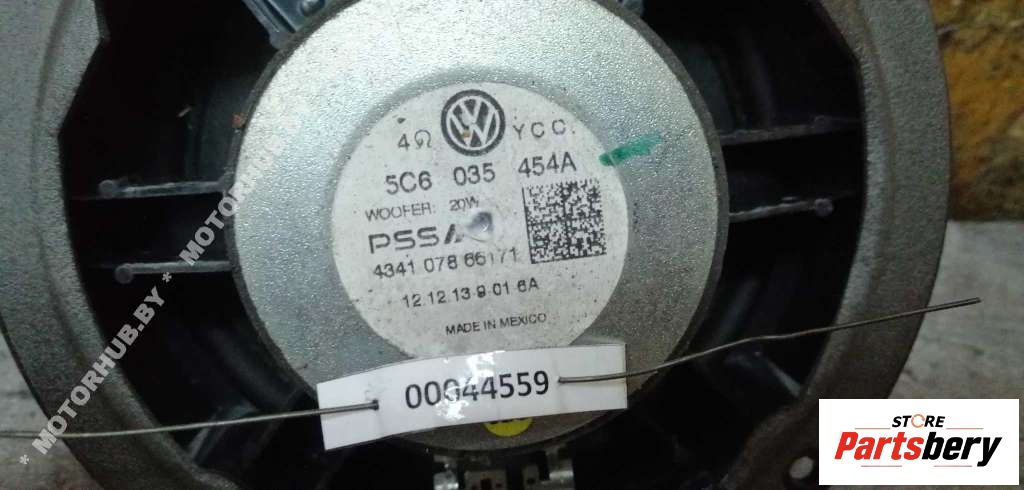 4Ω YCC.
5C6 035 454A
WOOFER: 20W
4341 078 66171
12.12.13 9 01 6A
MADE IN MEXICO
00044559
* MOTORHUB.BY * MOTORHUB
STORE
Partsbery